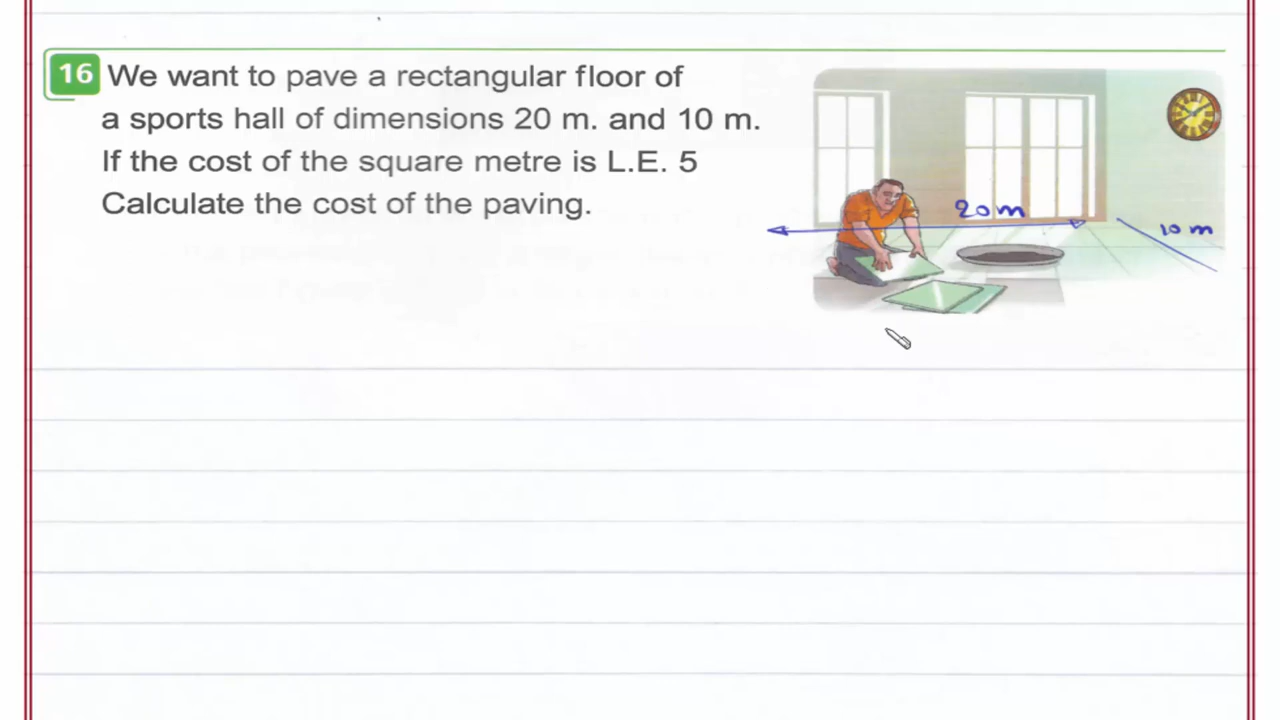 16 We want to pave a rectangular floor of
a sports hall of dimensions 20 m. and 10 m.
If the cost of the square metre is L.E. 5
Calculate the cost of the paving.
20 m
10 m